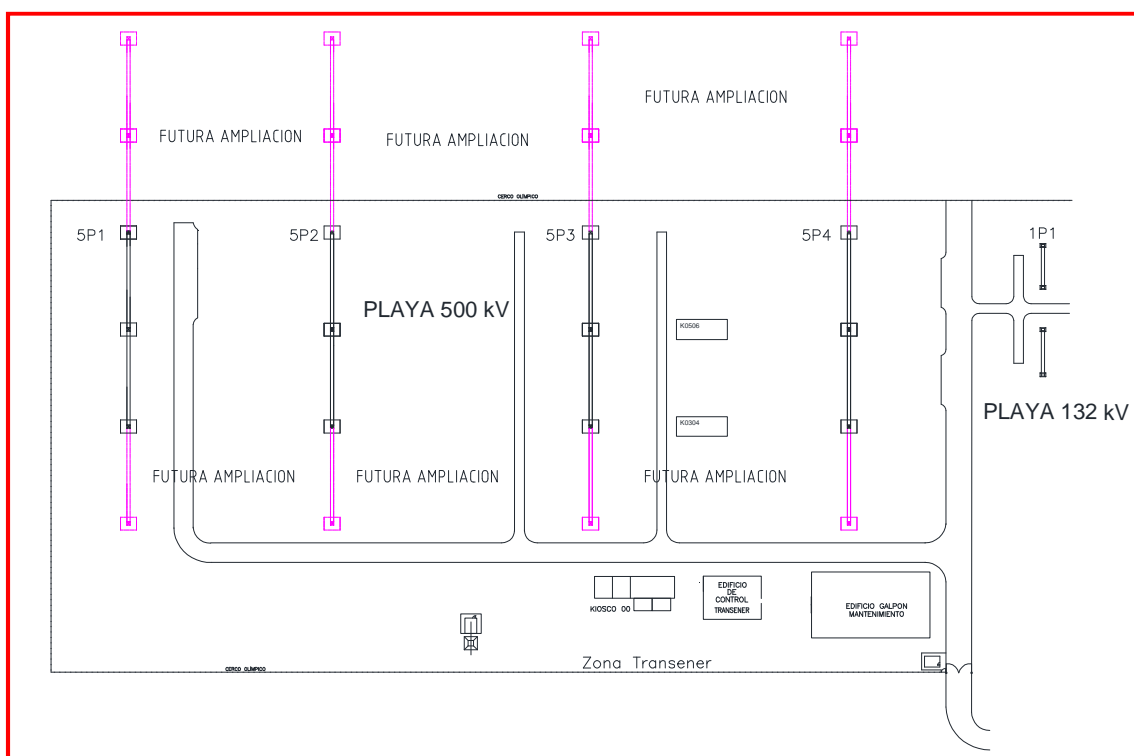 FUTURA AMPLIACION
FUTURA AMPLIACION
FUTURA AMPLIACION
CERCO OLÍMPICO
5P1
5P2
5P3
5P4
1P1
PLAYA 500 kV
K0506
PLAYA 132 kV
K0304
FUTURA AMPLIACION
FUTURA AMPLIACION
FUTURA AMPLIACION
KIOSCO 00
EDIFICIO
DE
CONTROL
TRANSENER
EDIFICIO GALPON
MANTENIMIENTO
Zona Transener
CERCO OLÍMPICO